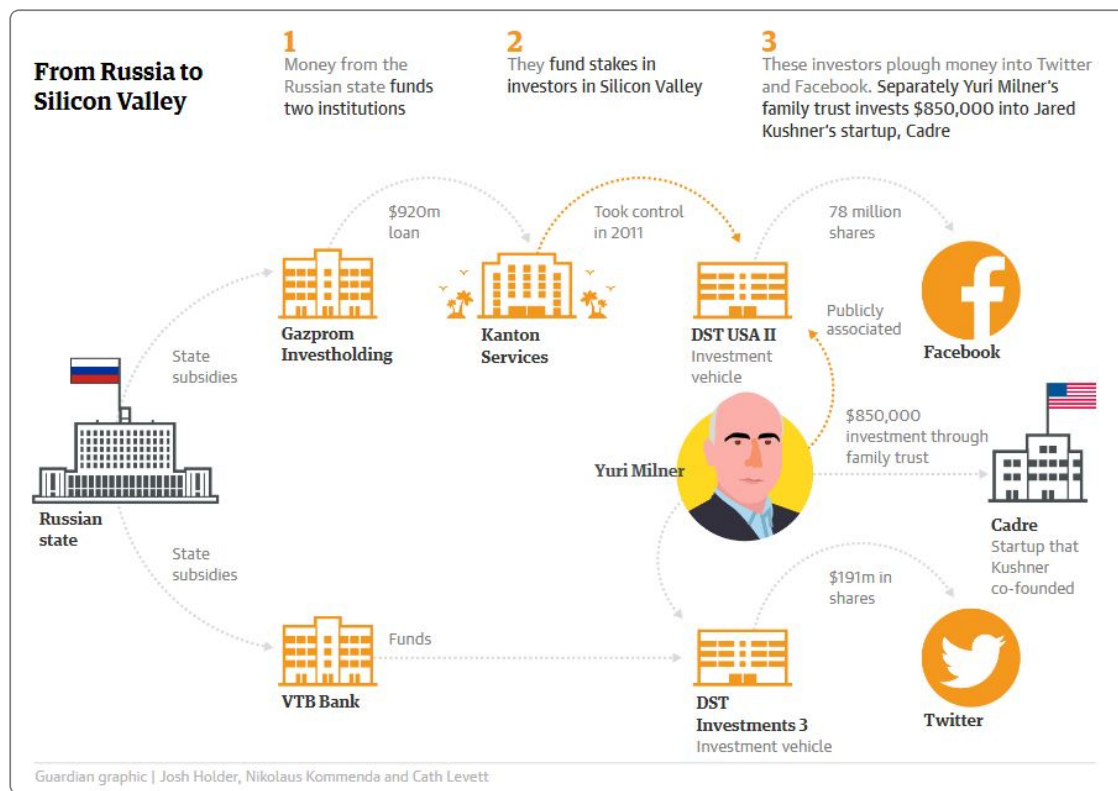 From Russia to
Silicon Valley
1
Money from the
Russian state funds
two institutions
2
They fund stakes in
investors in Silicon Valley
3
These investors plough money into Twitter
and Facebook. Separately Yuri Milner's
family trust invests $850,000 into Jared
Kushner's startup, Cadre
$920m
loan
Took control
in 2011
78 million
shares
Gazprom
Investholding
Kanton
Services
DST USA II
Investment
vehicle
Publicly
associated
Facebook
State
subsidies
$850,000
investment through
family trust
Yuri Milner
Russian
state
Cadre
Startup that
Kushner
co-founded
State
subsidies
$191m in
shares
Funds
VTB Bank
DST
Investments 3
Investment vehicle
Twitter
Guardian graphic | Josh Holder, Nikolaus Kommenda and Cath Levett